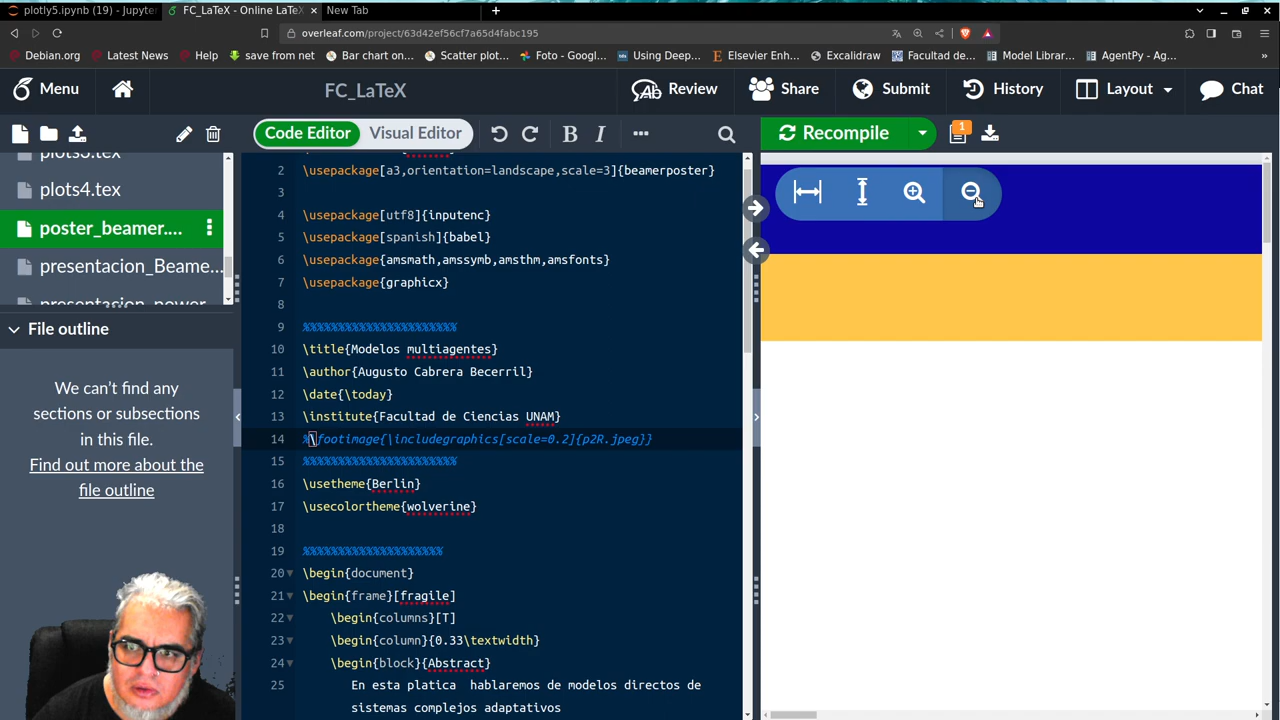 plotly5.ipynb (19) - Jupyter
FC_LaTeX - Online LaTeX
New Tab
overleaf.com/project/63d42ef56cf7a65d4fabc195
Debian.org
Latest News
Help
save from net
Bar chart on...
Scatter plot...
Foto - Googl...
Using Deep...
Elsevier Enh...
Excalidraw
Facultad de...
Model Library...
AgentPy - Ag...
»
Menu
FC_LaTeX
Review
Share
Submit
History
Layout
Chat
Code Editor
Visual Editor
B
I
Recompile
1
plots3.tex
plots4.tex
poster_beamer....
presentacion_Beame...
presentacion_power
File outline
We can't find any
sections or subsections
in this file.
Find out more about the
file outline
2 \usepackage[a3,orientation=landscape,scale=3]{beamerposter}
3
4 \usepackage[utf8]{inputenc}
5 \usepackage[spanish]{babel}
6 \usepackage{amsmath,amssymb,amsthm,amsfonts}
7 \usepackage{graphicx}
8
9 %%%%%%%%%%%%%%%%%%%%%%
10 \title{Modelos multiagentes}
11 \author{Augusto Cabrera Becerril}
12 \date{\today}
13 \institute{Facultad de Ciencias UNAM}
14 %\footimage{\includegraphics[scale=0.2]{p2R.jpeg}}
15 %%%%%%%%%%%%%%%%%%%%%%
16 \usetheme{Berlin}
17 \usecolortheme{wolverine}
18
19 %%%%%%%%%%%%%%%%%%%%
20 \begin{document}
21 \begin{frame}[fragile]
22 \begin{columns}[T]
23 \begin{column}{0.33\textwidth}
24 \begin{block}{Abstract}
25 En esta platica  hablaremos de modelos directos de
sistemas complejos adaptativos